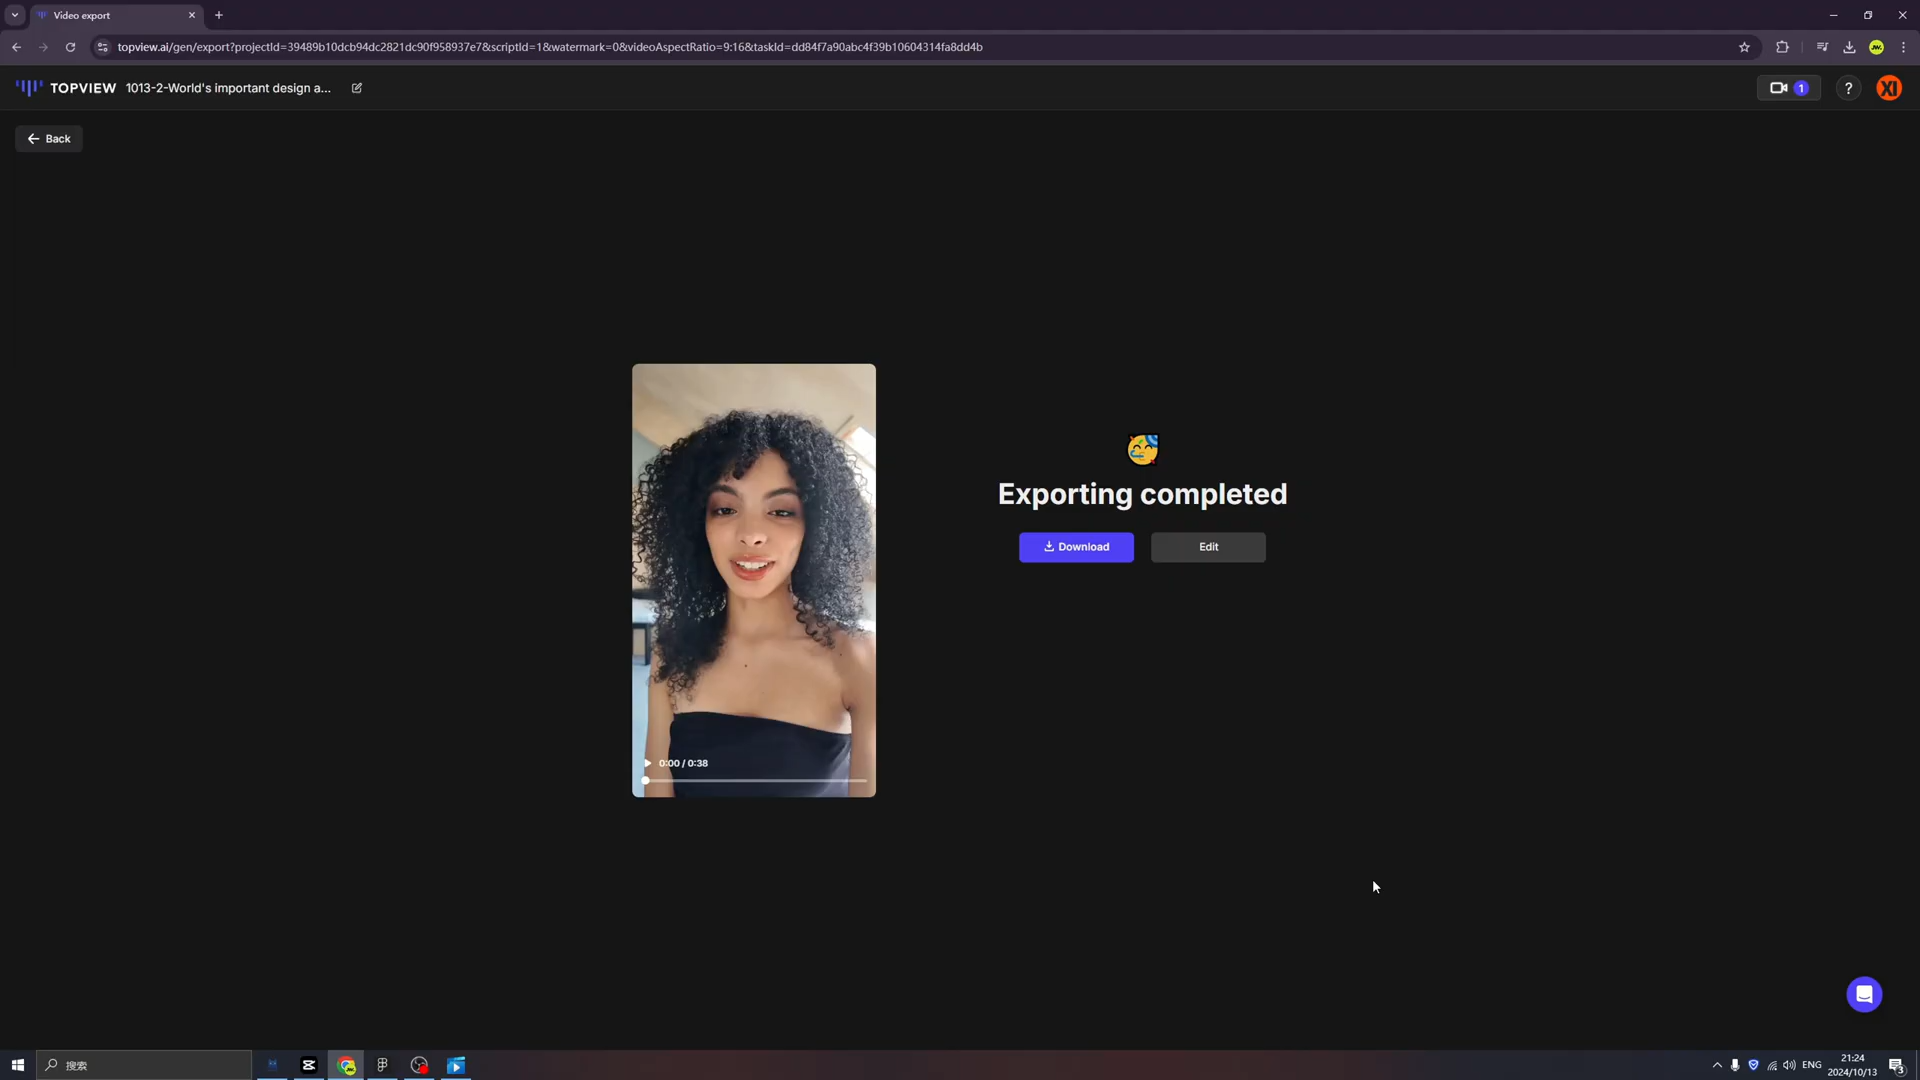 Video export
topview.ai/gen/export?projectId=39489b10dcb94dc2821dc90f958937e7&scriptId=1&watermark=0&videoAspectRatio=9:16&taskId=dd84f7a90abc4f39b10604314fa8dd4b
TOPVIEW 1013-2-World's important design a...
1
?
XI
Back
Exporting completed
Download
Edit
0:00 / 0:38
搜索
ENG
21:24
2024/10/13
3